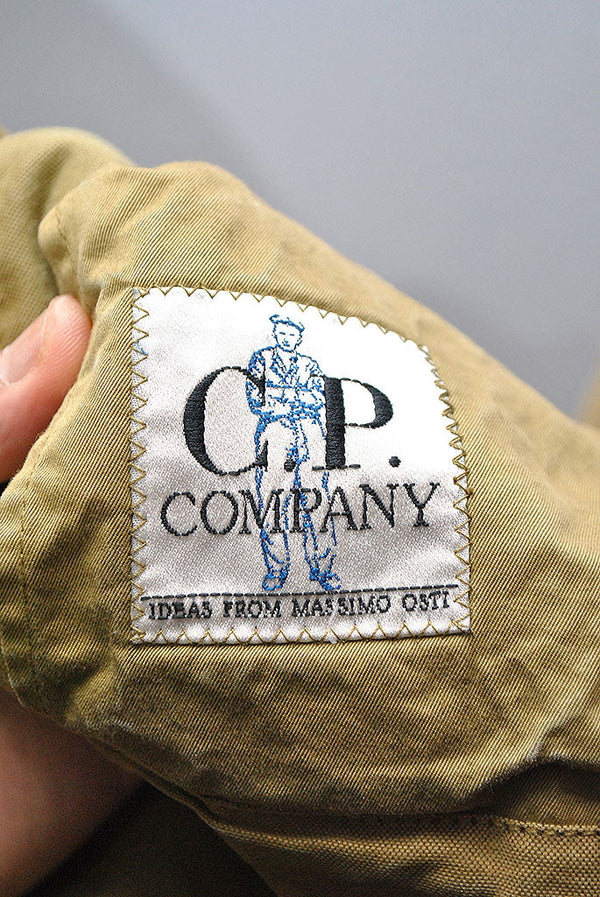 C.P.
COMPANY
IDEAS FROM MASSIMO OSTI